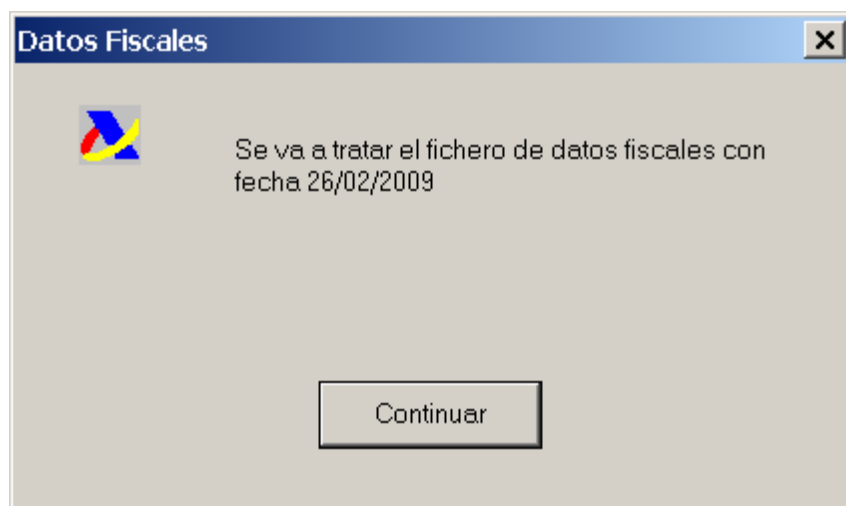 Datos Fiscales
Se va a tratar el fichero de datos fiscales con
fecha 26/02/2009
Continuar